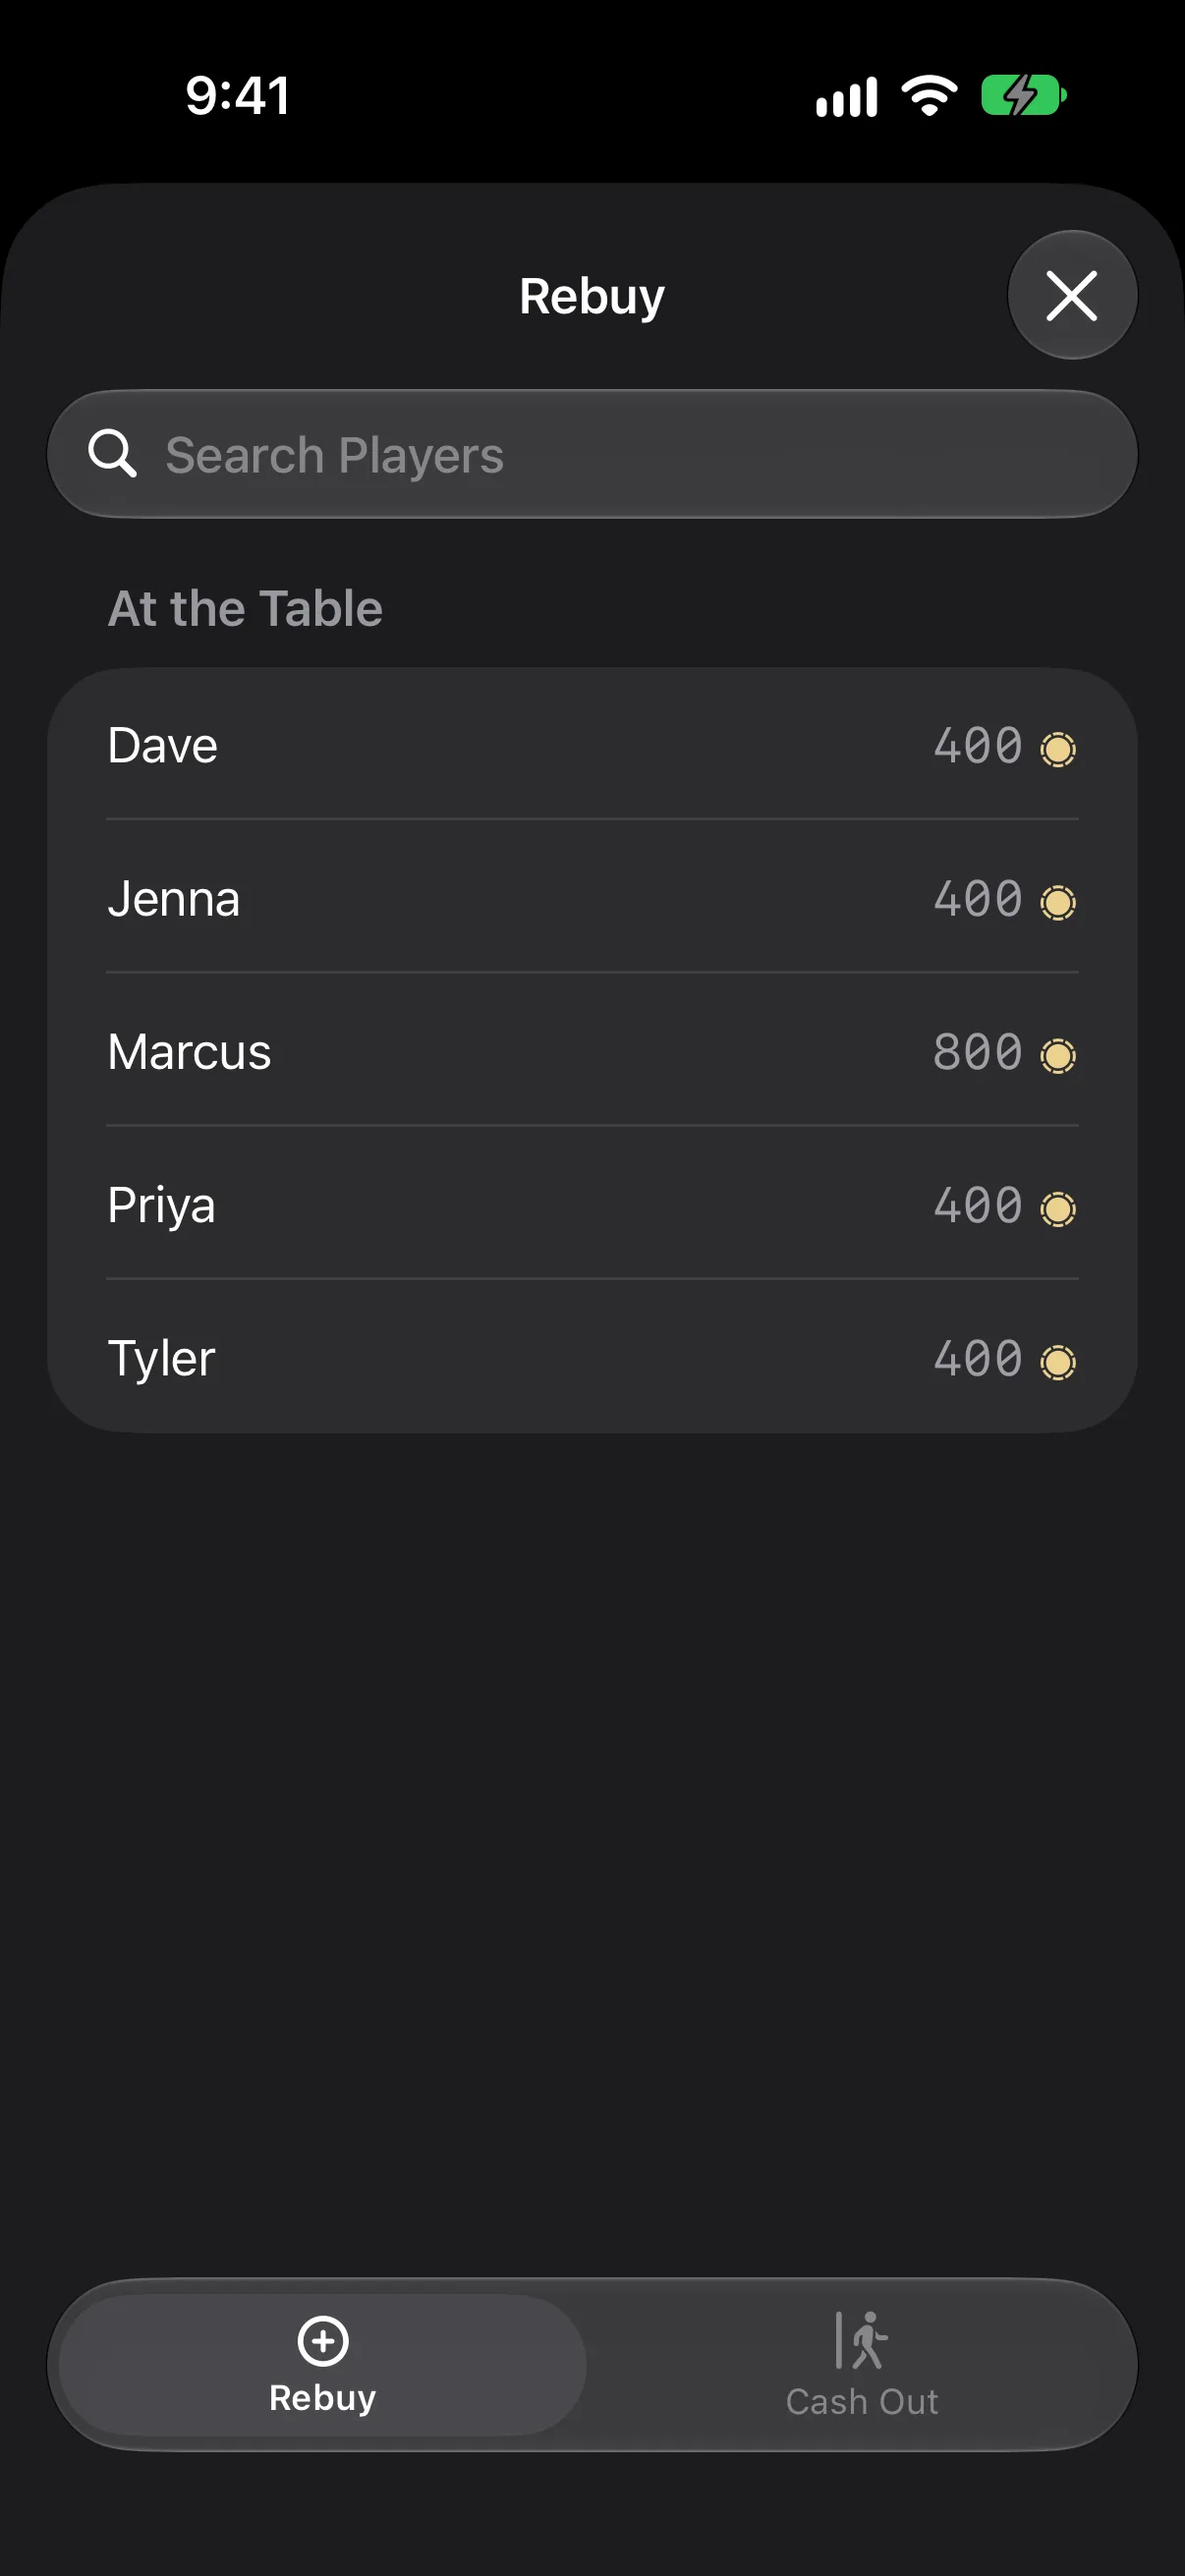 9:41
Rebuy
Search Players
At the Table
Dave 400
Jenna 400
Marcus 800
Priya 400
Tyler 400
Rebuy
Cash Out